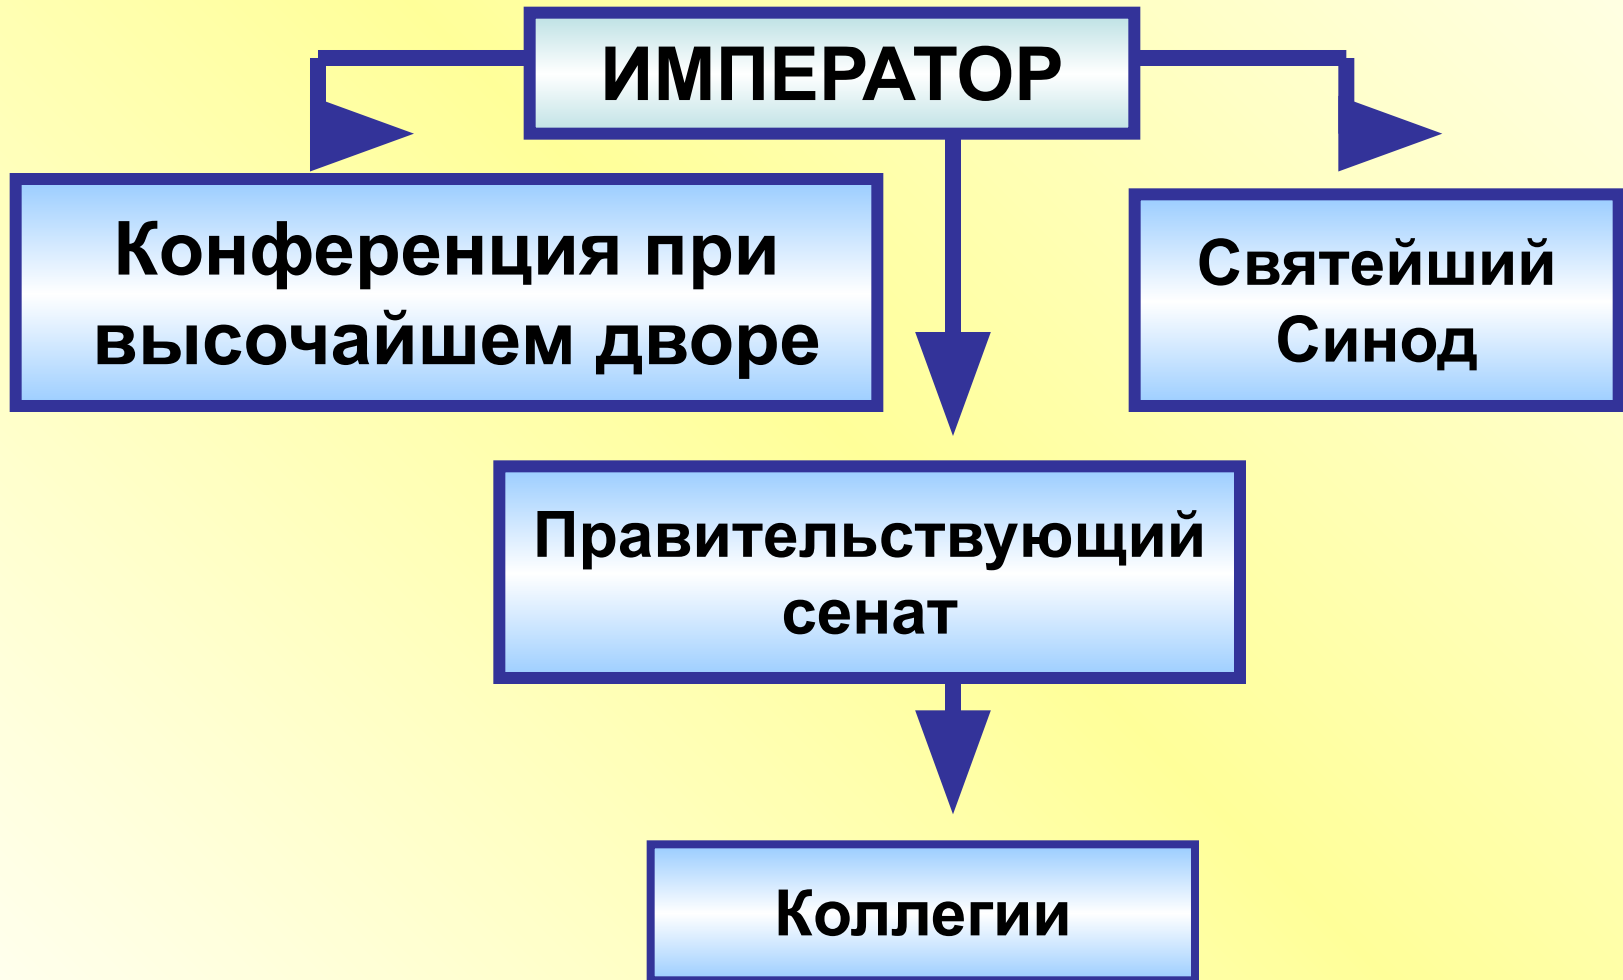 ИМПЕРАТОР
Конференция при
высочайшем дворе
Святейший
Синод
Правительствующий
сенат
Коллегии